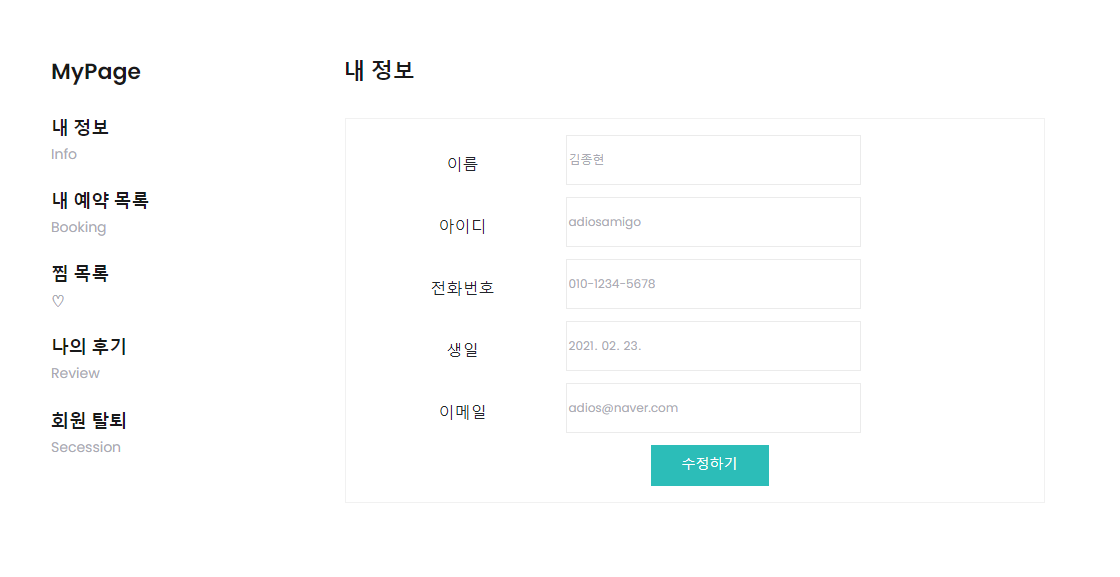 MyPage
내 정보
Info
내 예약 목록
Booking
찜 목록
♡
나의 후기
Review
회원 탈퇴
Secession
내 정보
이름 김종현
아이디 adiosamigo
전화번호 010-1234-5678
생일 2021. 02. 23.
이메일 adios@naver.com
수정하기